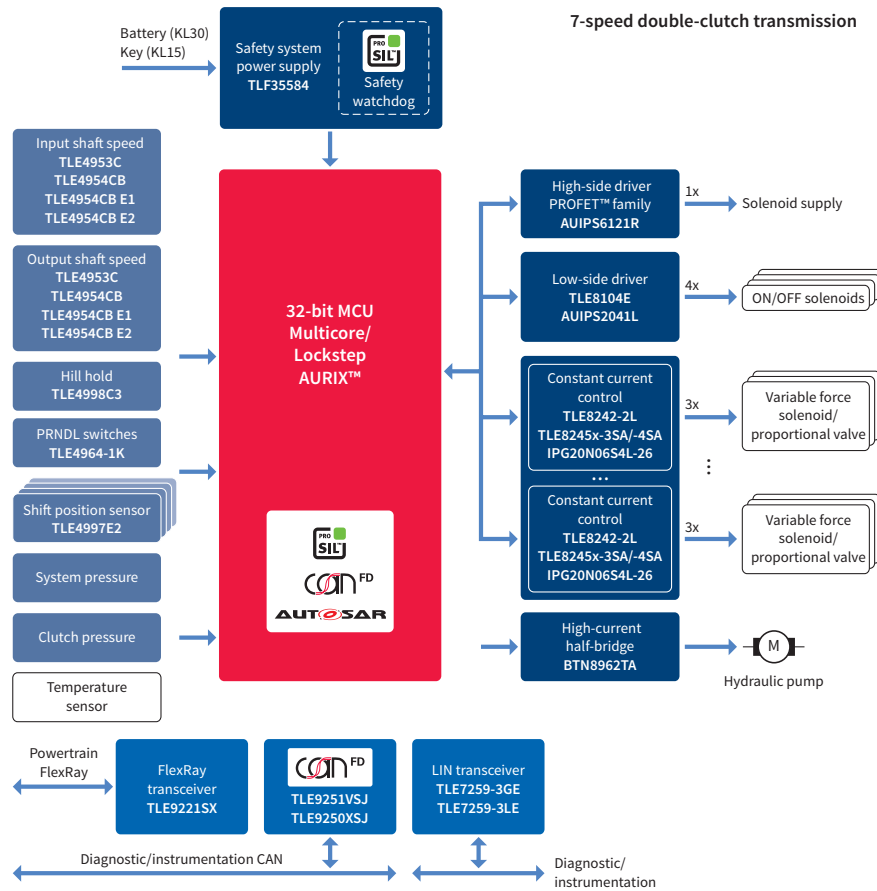 7-speed double-clutch transmission
Battery (KL30)
Key (KL15)
Safety system
power supply
TLF35584
PRO
SIL™
Safety
watchdog
Input shaft speed
TLE4953C
TLE4954CB
TLE4954CB E1
TLE4954CB E2
Output shaft speed
TLE4953C
TLE4954CB
TLE4954CB E1
TLE4954CB E2
Hill hold
TLE4998C3
PRNDL switches
TLE4964-1K
Shift position sensor
TLE4997E2
System pressure
Clutch pressure
Temperature
sensor
32-bit MCU
Multicore/
Lockstep
AURIX™
PRO
SIL™
CAN FD
AUTOSAR
High-side driver
PROFET™ family
AUIPS6121R
1x
Solenoid supply
Low-side driver
TLE8104E
AUIPS2041L
4x
ON/OFF solenoids
Constant current
control
TLE8242-2L
TLE8245x-3SA/-4SA
IPG20N06S4L-26
3x
Variable force
solenoid/
proportional valve
...
⋮
Constant current
control
TLE8242-2L
TLE8245x-3SA/-4SA
IPG20N06S4L-26
3x
Variable force
solenoid/
proportional valve
High-current
half-bridge
BTN8962TA
M
Hydraulic pump
Powertrain
FlexRay
FlexRay
transceiver
TLE9221SX
CAN FD
TLE9251VSJ
TLE9250XSJ
LIN transceiver
TLE7259-3GE
TLE7259-3LE
Diagnostic/instrumentation CAN
Diagnostic/
instrumentation